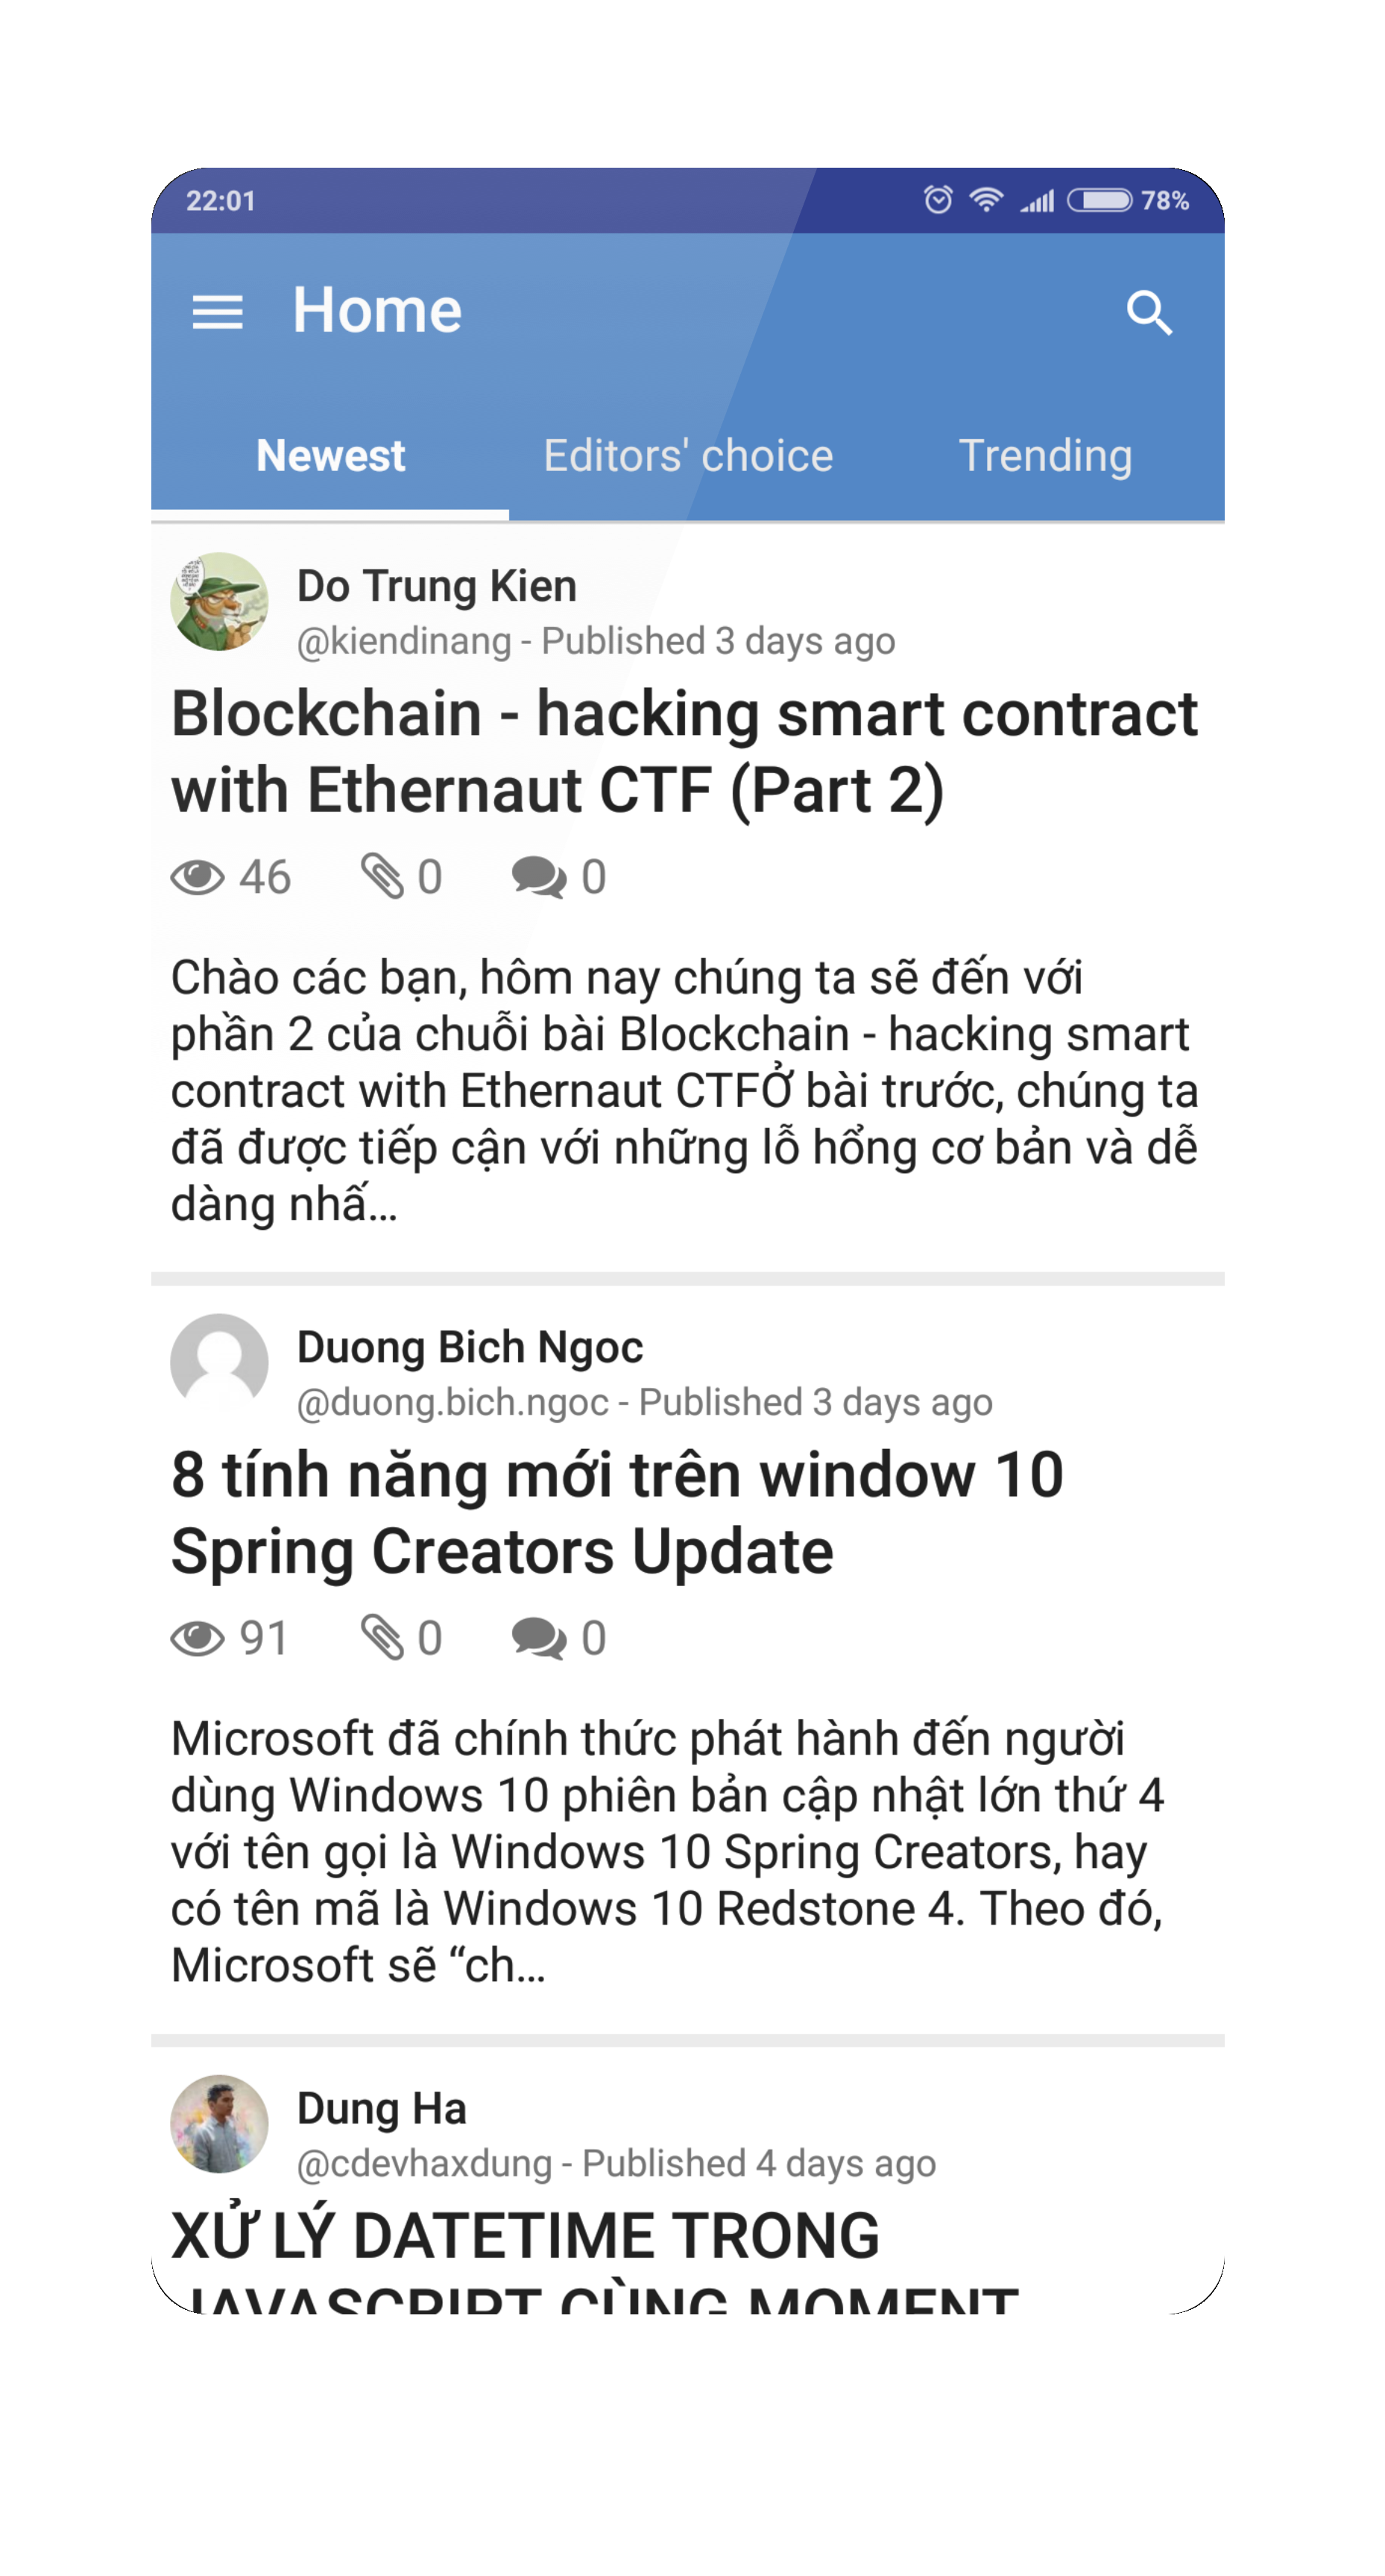 22:01 78%
Home
Newest Editors' choice Trending
Do Trung Kien
@kiendinang - Published 3 days ago
Blockchain - hacking smart contract
with Ethernaut CTF (Part 2)
46 0 0
Chào các bạn, hôm nay chúng ta sẽ đến với
phần 2 của chuỗi bài Blockchain - hacking smart
contract with Ethernaut CTFỞ bài trước, chúng ta
đã được tiếp cận với những lỗ hổng cơ bản và dễ
dàng nhấ...
Duong Bich Ngoc
@duong.bich.ngoc - Published 3 days ago
8 tính năng mới trên window 10
Spring Creators Update
91 0 0
Microsoft đã chính thức phát hành đến người
dùng Windows 10 phiên bản cập nhật lớn thứ 4
với tên gọi là Windows 10 Spring Creators, hay
có tên mã là Windows 10 Redstone 4. Theo đó,
Microsoft sẽ “ch...
Dung Ha
@cdevhaxdung - Published 4 days ago
XỬ LÝ DATETIME TRONG
JAVASCRIPT CÙNG MOMENT